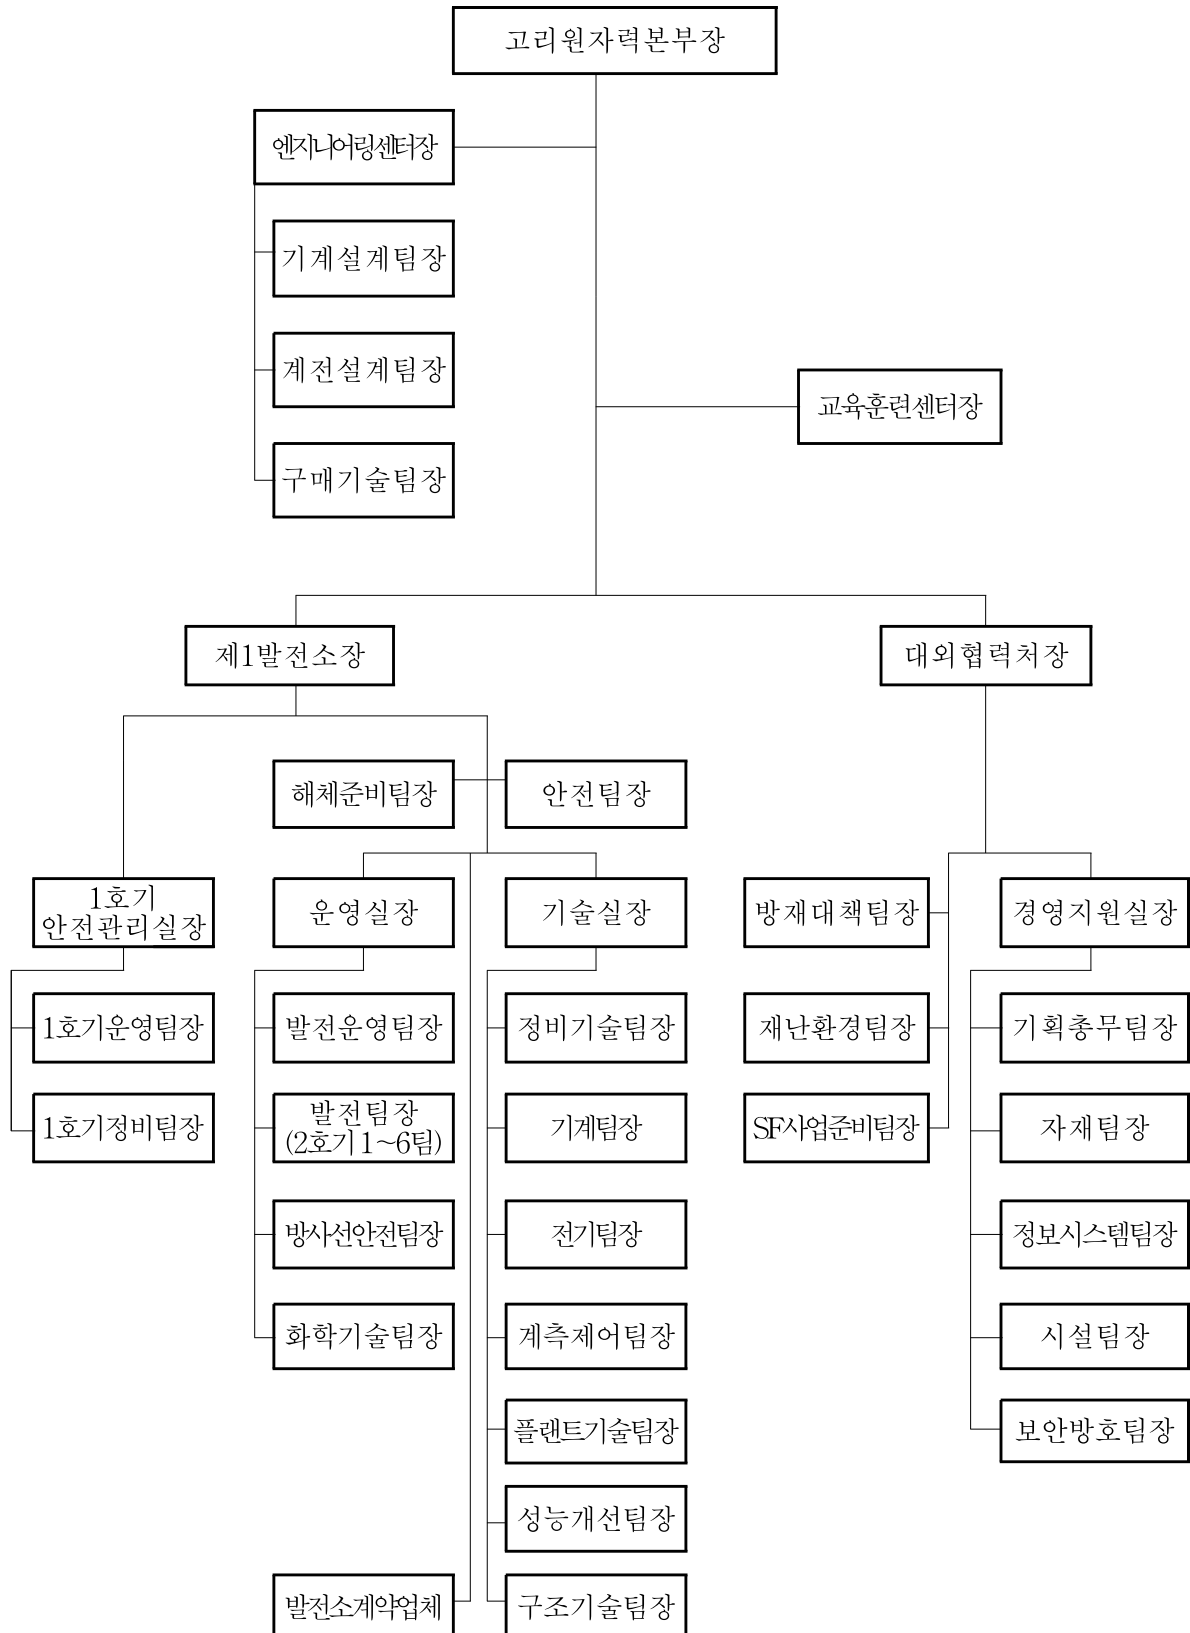 고리원자력본부장
엔지니어링센터장
기계설계팀장
계전설계팀장
구매기술팀장
교육훈련센터장
제1발전소장
대외협력처장
해체준비팀장
안전팀장
1호기
안전관리실장
1호기운영팀장
1호기정비팀장
운영실장
발전운영팀장
발전팀장
(2호기 1~6팀)
방사선안전팀장
화학기술팀장
발전소계약업체
기술실장
정비기술팀장
기계팀장
전기팀장
계측제어팀장
플랜트기술팀장
성능개선팀장
구조기술팀장
방재대책팀장
재난환경팀장
SF사업준비팀장
경영지원실장
기획총무팀장
자재팀장
정보시스템팀장
시설팀장
보안방호팀장